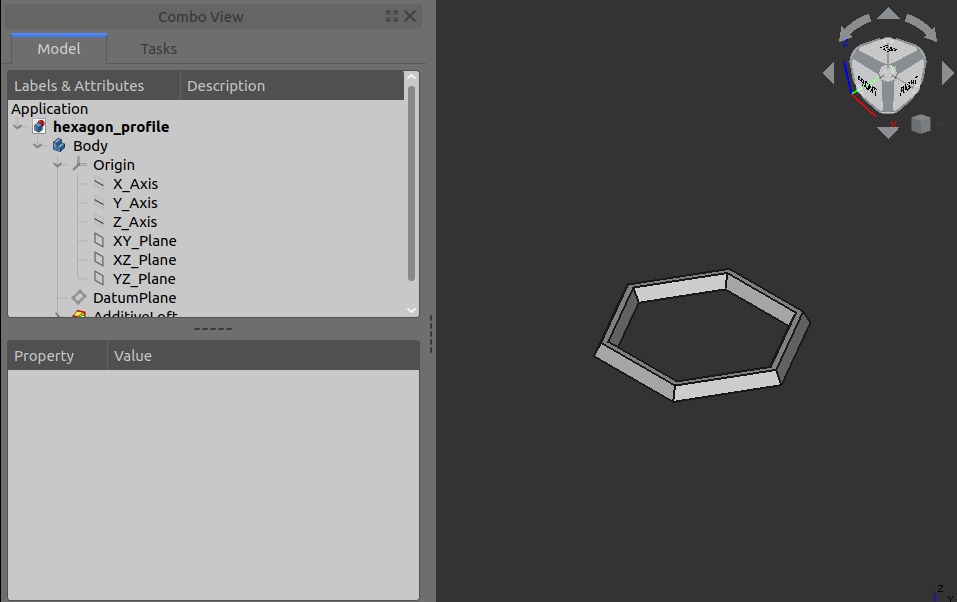 Combo View
Model Tasks
Labels & Attributes Description
Application
hexagon_profile
Body
Origin
X_Axis
Y_Axis
Z_Axis
XY_Plane
XZ_Plane
YZ_Plane
DatumPlane
AdditiveLoft
Property Value
FRONT
RIGHT
Z
Y